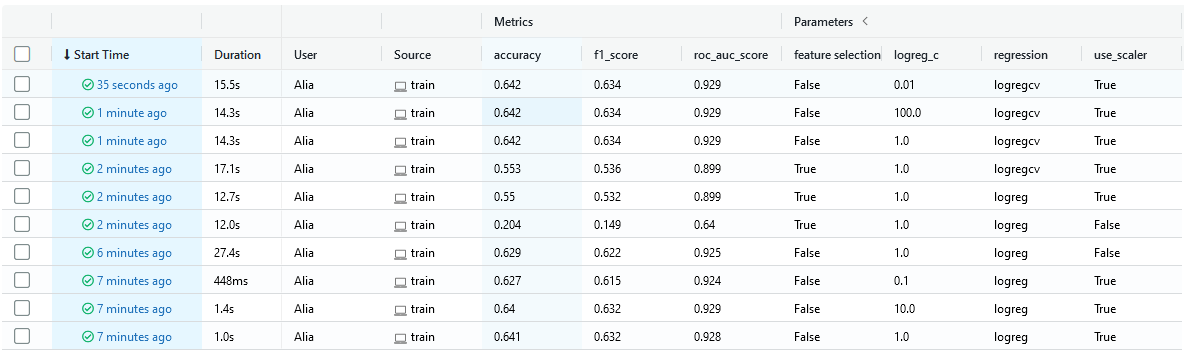 Metrics Parameters
Start Time Duration User Source accuracy f1_score roc_auc_score feature selection logreg_c regression use_scaler
35 seconds ago 15.5s Alia train 0.642 0.634 0.929 False 0.01 logregcv True
1 minute ago 14.3s Alia train 0.642 0.634 0.929 False 100.0 logregcv True
1 minute ago 14.3s Alia train 0.642 0.634 0.929 False 1.0 logregcv True
2 minutes ago 17.1s Alia train 0.553 0.536 0.899 True 1.0 logregcv True
2 minutes ago 12.7s Alia train 0.55 0.532 0.899 True 1.0 logreg True
2 minutes ago 12.0s Alia train 0.204 0.149 0.64 True 1.0 logreg False
6 minutes ago 27.4s Alia train 0.629 0.622 0.925 False 1.0 logreg False
7 minutes ago 448ms Alia train 0.627 0.615 0.924 False 0.1 logreg True
7 minutes ago 1.4s Alia train 0.64 0.632 0.929 False 10.0 logreg True
7 minutes ago 1.0s Alia train 0.641 0.632 0.928 False 1.0 logreg True